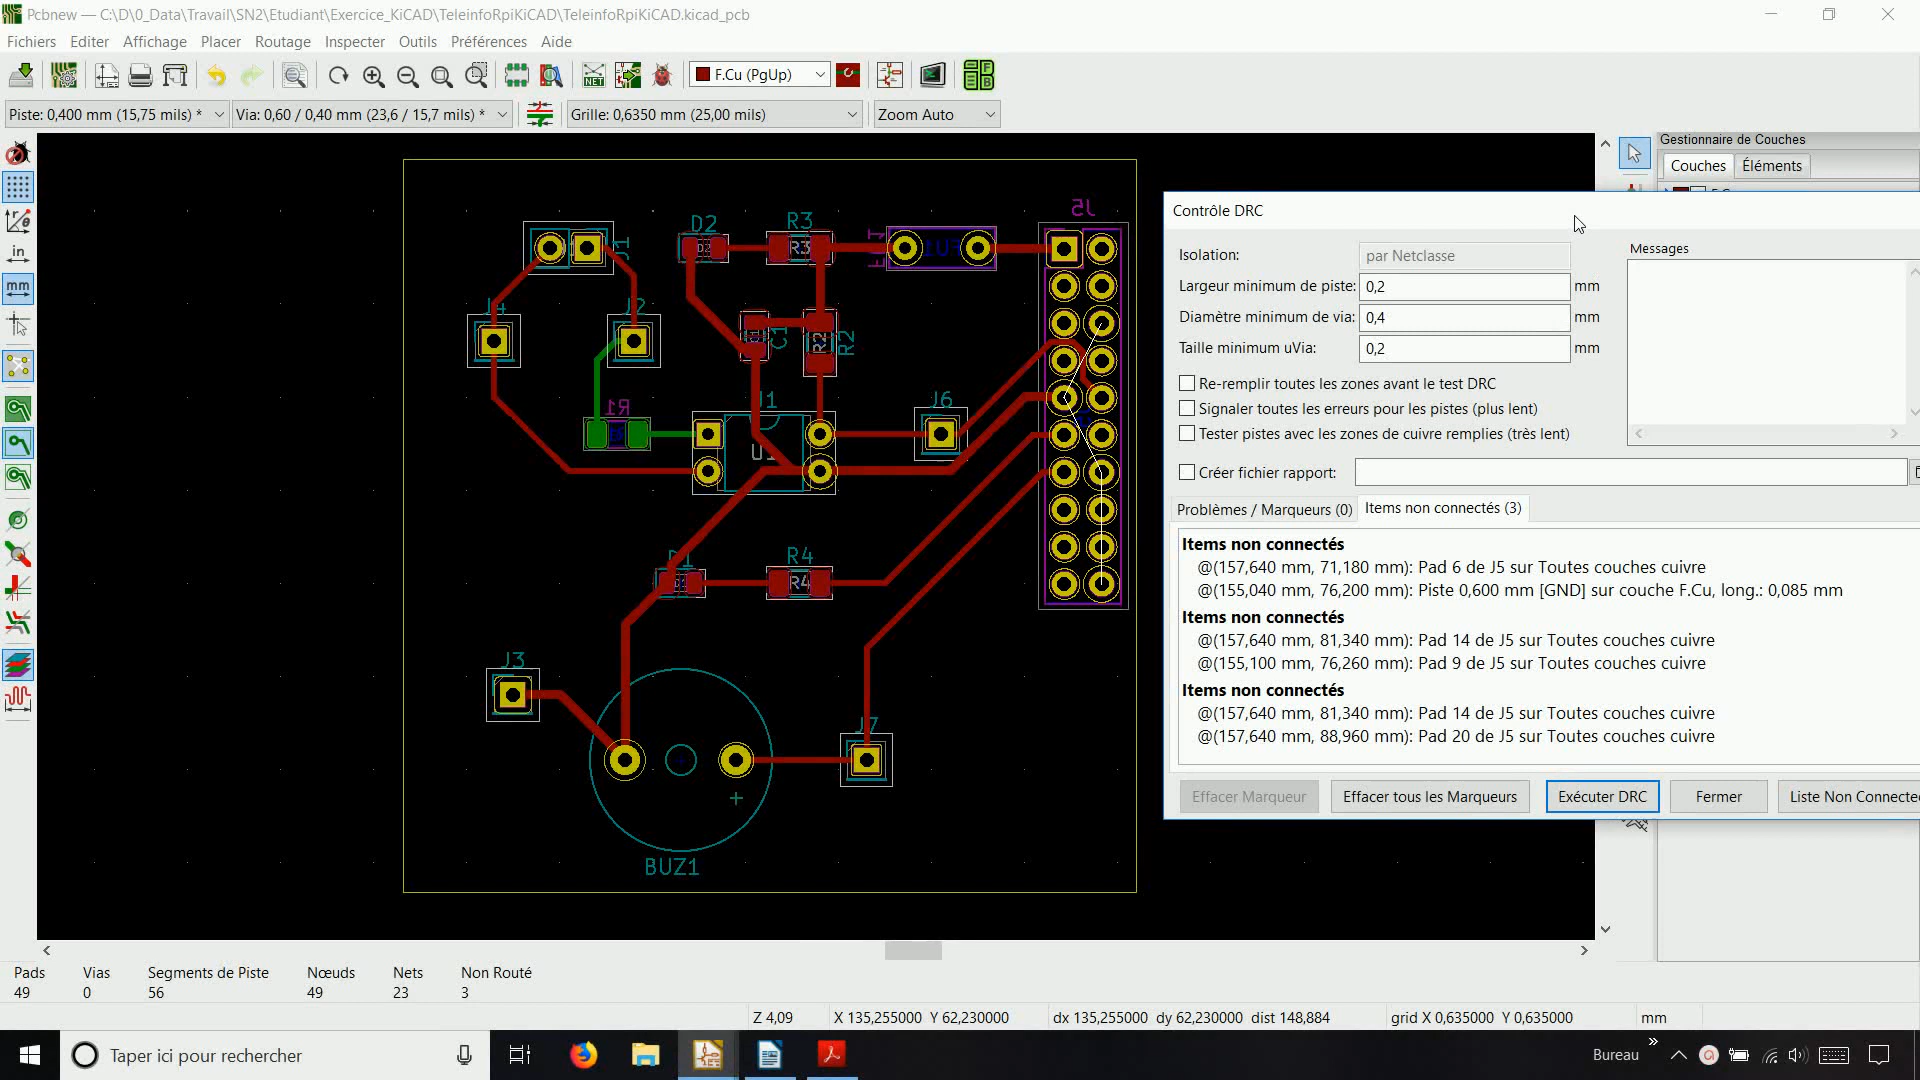 Pcbnew — C:\D\0_Data\Travail\SN2\Etudiant\Exercice_KiCAD\TeleinfoRpiKiCAD\TeleinfoRpiKiCAD.kicad_pcb
Fichiers Editer Affichage Placer Routage Inspecter Outils Préférences Aide
NET F.Cu (PgUp)
Piste: 0,400 mm (15,75 mils) * Via: 0,60 / 0,40 mm (23,6 / 15,7 mils) * Grille: 0,6350 mm (25,00 mils) Zoom Auto
in
mm
J1
D2
R3
R3
FU1
J5
J4
J2
C1
R2
R2
R1
U1
U1
J6
D1
R4
R4
J3
J7
+
BUZ1
Gestionnaire de Couches
Couches Éléments
Contrôle DRC
Isolation: par Netclasse
Largeur minimum de piste: 0,2 mm
Diamètre minimum de via: 0,4 mm
Taille minimum uVia: 0,2 mm
Messages
Re-remplir toutes les zones avant le test DRC
Signaler toutes les erreurs pour les pistes (plus lent)
Tester pistes avec les zones de cuivre remplies (très lent)
Créer fichier rapport:
Problèmes / Marqueurs (0) Items non connectés (3)
Items non connectés
@(157,640 mm, 71,180 mm): Pad 6 de J5 sur Toutes couches cuivre
@(155,040 mm, 76,200 mm): Piste 0,600 mm [GND] sur couche F.Cu, long.: 0,085 mm
Items non connectés
@(157,640 mm, 81,340 mm): Pad 14 de J5 sur Toutes couches cuivre
@(155,100 mm, 76,260 mm): Pad 9 de J5 sur Toutes couches cuivre
Items non connectés
@(157,640 mm, 81,340 mm): Pad 14 de J5 sur Toutes couches cuivre
@(157,640 mm, 88,960 mm): Pad 20 de J5 sur Toutes couches cuivre
Effacer Marqueur Effacer tous les Marqueurs Exécuter DRC Fermer Liste Non Connecte
Pads Vias Segments de Piste Nœuds Nets Non Routé
49 0 56 49 23 3
Z 4,09 X 135,255000 Y 62,230000 dx 135,255000 dy 62,230000 dist 148,884 grid X 0,635000 Y 0,635000 mm
Taper ici pour rechercher
Bureau »